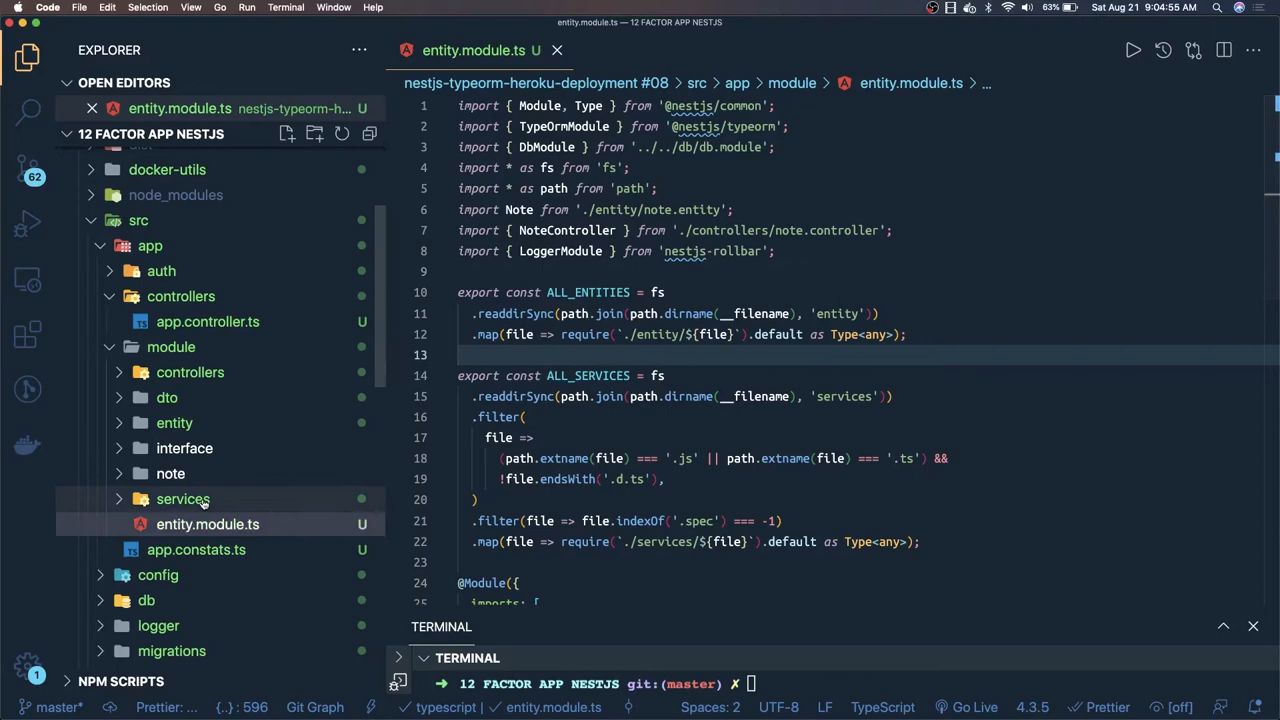 Code File Edit Selection View Go Run Terminal Window Help 63% Sat Aug 21 9:04:55 AM
entity.module.ts — 12 FACTOR APP NESTJS
EXPLORER
entity.module.ts U
OPEN EDITORS
nestjs-typeorm-heroku-deployment #08 > src > app > module > entity.module.ts > ...
entity.module.ts nestjs-typeorm-h... U
12 FACTOR APP NESTJS
docker-utils
node_modules
src
app
auth
controllers
app.controller.ts U
module
controllers
dto
entity
interface
note
services
entity.module.ts U
app.constats.ts U
config
db
logger
migrations
NPM SCRIPTS
62
1
1 import { Module, Type } from '@nestjs/common';
2 import { TypeOrmModule } from '@nestjs/typeorm';
3 import { DbModule } from '../../db/db.module';
4 import * as fs from 'fs';
5 import * as path from 'path';
6 import Note from './entity/note.entity';
7 import { NoteController } from './controllers/note.controller';
8 import { LoggerModule } from 'nestjs-rollbar';
9
10 export const ALL_ENTITIES = fs
11 .readdirSync(path.join(path.dirname(__filename), 'entity'))
12 .map(file => require(`./entity/${file}`).default as Type<any>);
13
14 export const ALL_SERVICES = fs
15 .readdirSync(path.join(path.dirname(__filename), 'services'))
16 .filter(
17 file =>
18 (path.extname(file) === '.js' || path.extname(file) === '.ts') &&
19 !file.endsWith('.d.ts'),
20 )
21 .filter(file => file.indexOf('.spec') === -1)
22 .map(file => require(`./services/${file}`).default as Type<any>);
23
24 @Module({
25 imports: [
TERMINAL
TERMINAL
➜ 12 FACTOR APP NESTJS git:(master) ✗
master* Prettier: ... {..} : 596 Git Graph typescript | ✓ entity.module.ts Spaces: 2 UTF-8 LF TypeScript Go Live 4.3.5 Prettier [off]